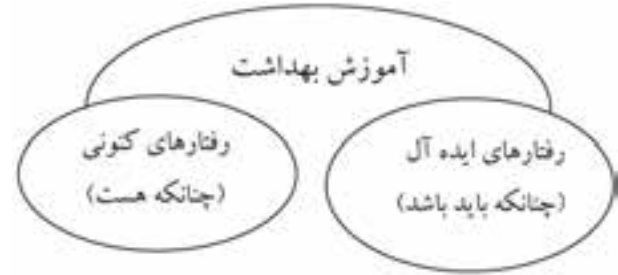 آموزش بهداشت
رفتارهای ایده آل
(چنانکه باید باشد)
رفتارهای کنونی
(چنانکه هست)